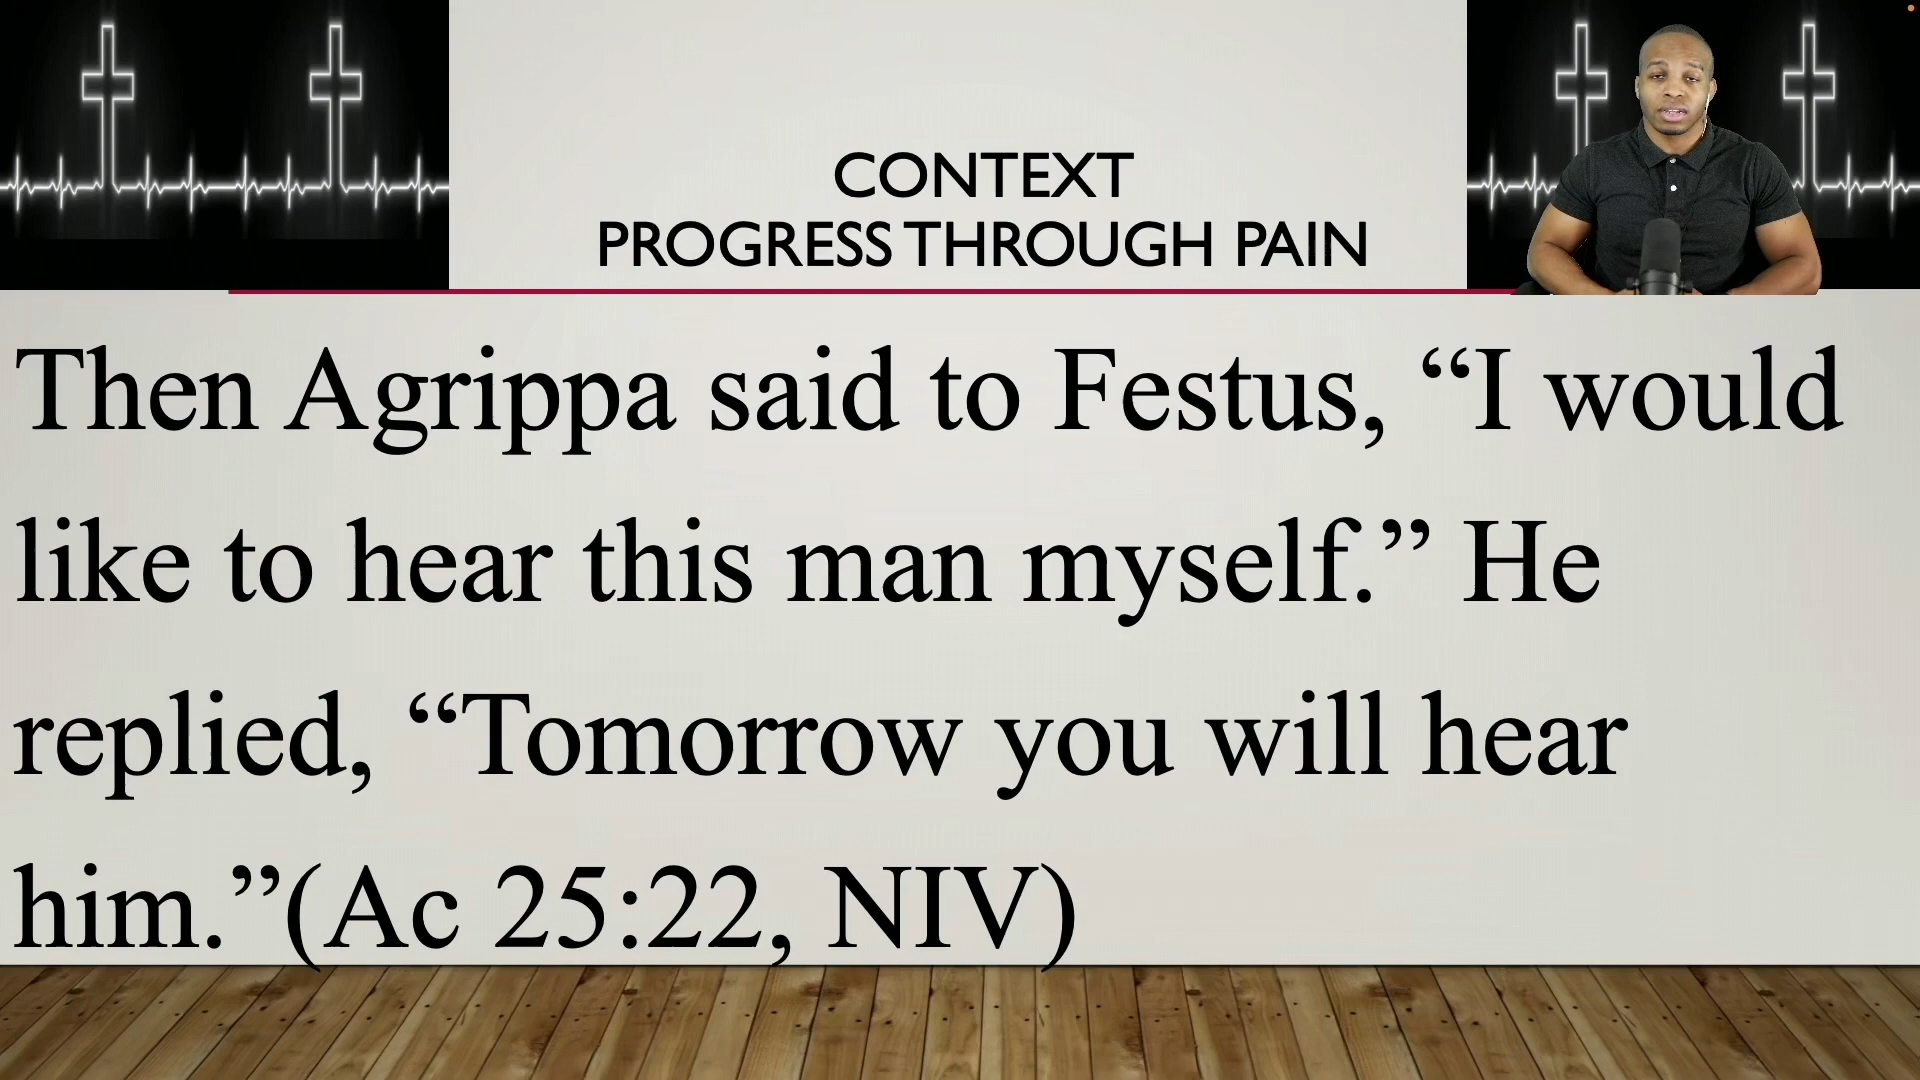 CONTEXT
PROGRESS THROUGH PAIN
Then Agrippa said to Festus, “I would
like to hear this man myself.” He
replied, “Tomorrow you will hear
him.”(Ac 25:22, NIV)